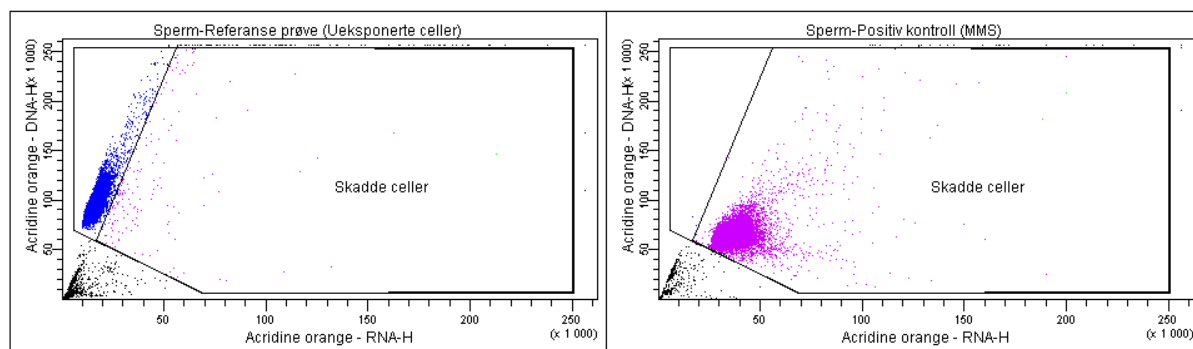 Sperm-Referanse prøve (Ueksponerte celler)
Acridine orange - DNA-H(x 1 000)
250
200
150
100
50
Skadde celler
50
100
150
200
250
Acridine orange - RNA-H
(x 1 000)
Sperm-Positiv kontroll (MMS)
Acridine orange - DNA-H(x 1 000)
250
200
150
100
50
Skadde celler
50
100
150
200
250
Acridine orange - RNA-H
(x 1 000)